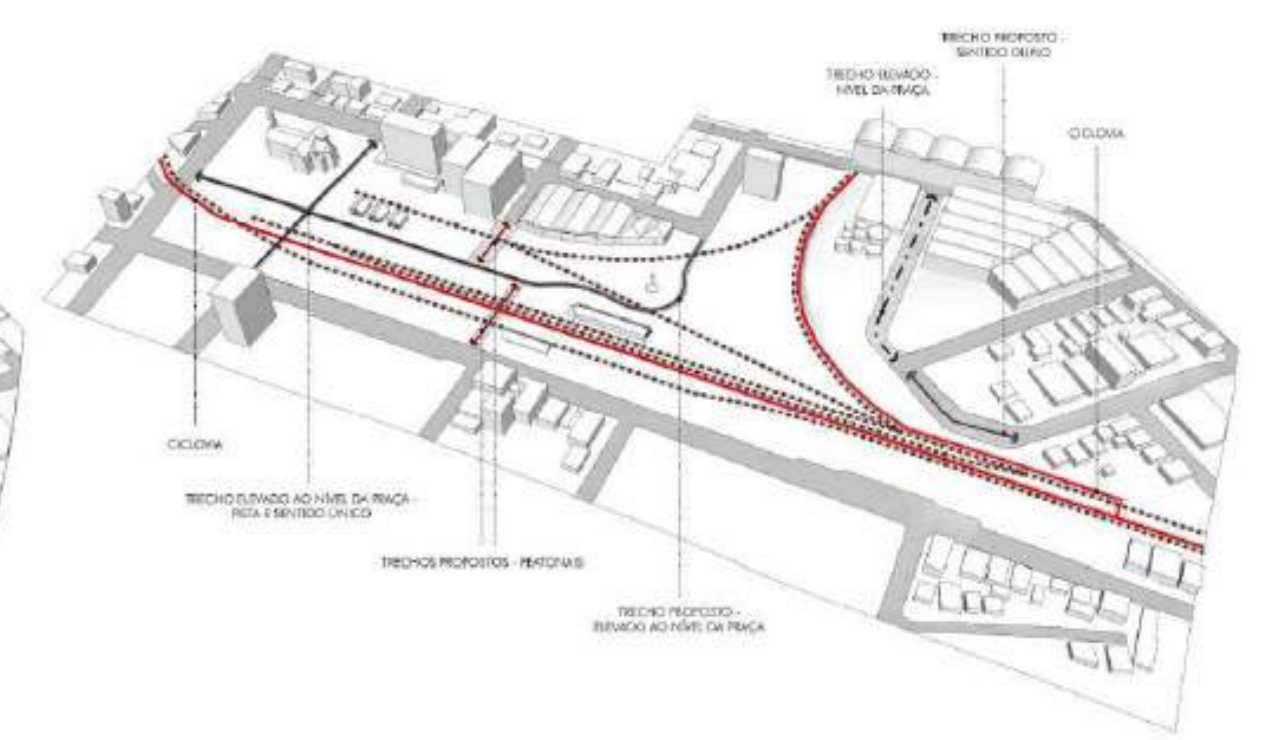 TRECHO PROPOSTO -
SENTIDO DUPLO
TRECHO ELEVADO -
NÍVEL DA PRAÇA
CICLOVIA
CICLOVIA
TRECHO ELEVADO AO NÍVEL DA PRAÇA -
PISTA E SENTIDO ÚNICO
TRECHOS PROPOSTOS - PEATONAIS
TRECHO PROPOSTO -
ELEVADO AO NÍVEL DA PRAÇA